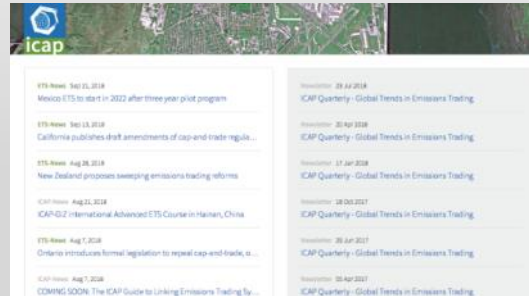 icap
ETS-News Sep 21, 2018
Mexico ETS to start in 2022 after three year pilot program
ETS-News Sep 13, 2018
California publishes draft amendments of cap-and-trade regula...
ETS-News Aug 28, 2018
New Zealand proposes sweeping emissions trading reforms
ICAP-News Aug 21, 2018
ICAP-GIZ International Advanced ETS Course in Hainan, China
ETS-News Aug 7, 2018
Ontario introduces formal legislation to repeal cap-and-trade, o...
ICAP-News Aug 7, 2018
COMING SOON: The ICAP Guide to Linking Emissions Trading Sy...
Newsletter 19 Jul 2018
ICAP Quarterly - Global Trends in Emissions Trading
Newsletter 20 Apr 2018
ICAP Quarterly - Global Trends in Emissions Trading
Newsletter 17 Jan 2018
ICAP Quarterly - Global Trends in Emissions Trading
Newsletter 18 Oct 2017
ICAP Quarterly - Global Trends in Emissions Trading
Newsletter 26 Jun 2017
ICAP Quarterly - Global Trends in Emissions Trading
Newsletter 05 Apr 2017
ICAP Quarterly - Global Trends in Emissions Trading